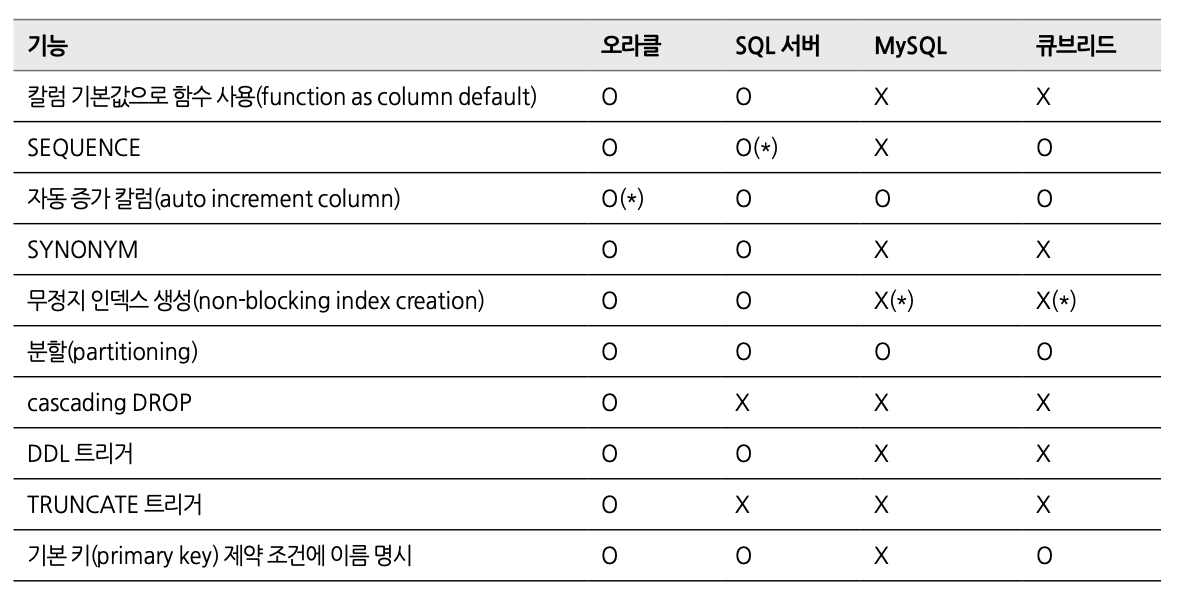 기능 오라클 SQL 서버 MySQL 큐브리드
칼럼 기본값으로 함수 사용(function as column default) O O X X
SEQUENCE O O(*) X O
자동 증가 칼럼(auto increment column) O(*) O O O
SYNONYM O O X X
무정지 인덱스 생성(non-blocking index creation) O O X(*) X(*)
분할(partitioning) O O O O
cascading DROP O X X X
DDL 트리거 O O X X
TRUNCATE 트리거 O X X X
기본 키(primary key) 제약 조건에 이름 명시 O O X O